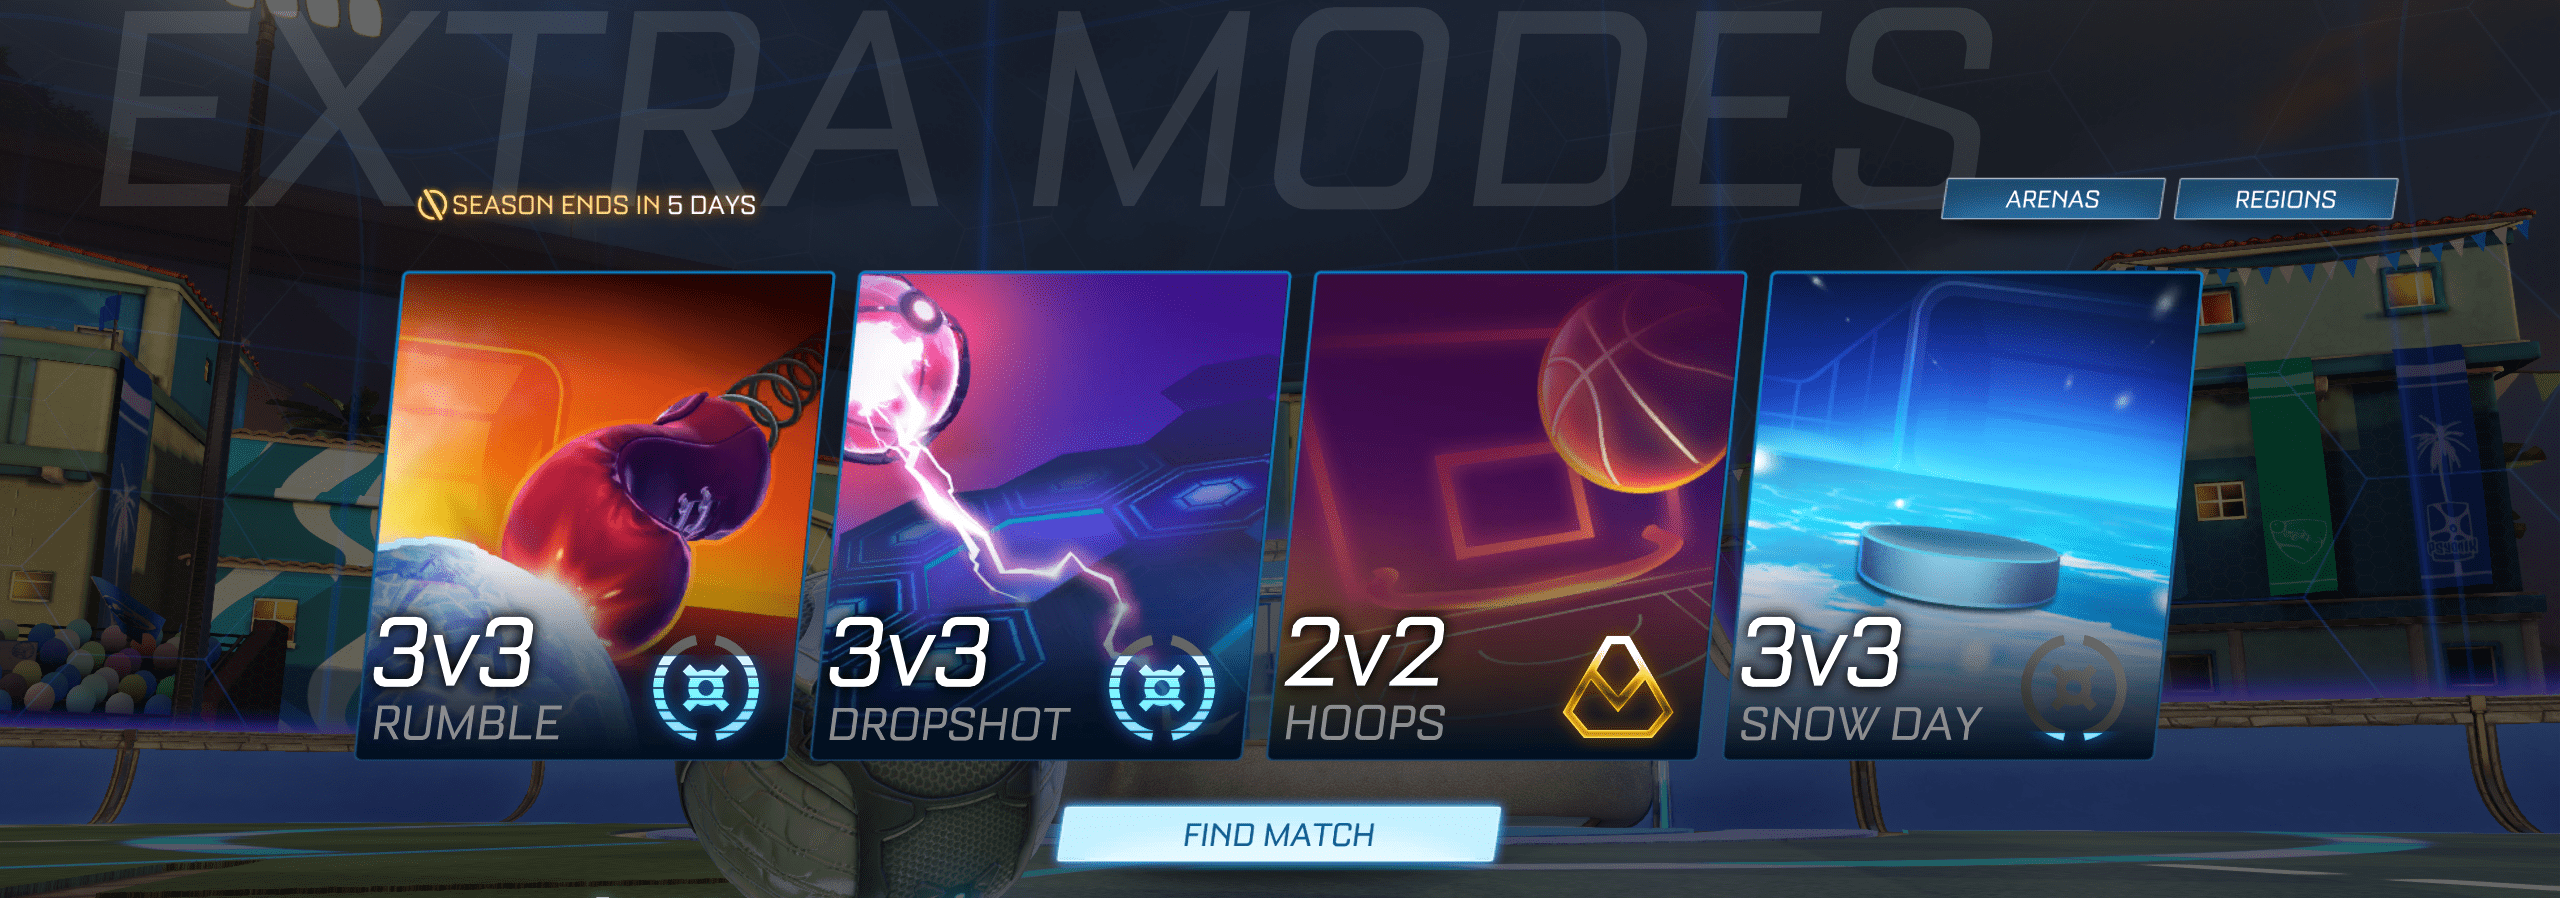 EXTRA MODES
SEASON ENDS IN 5 DAYS
ARENAS
REGIONS
3v3
RUMBLE
3v3
DROPSHOT
2v2
HOOPS
3v3
SNOW DAY
PSYONIX
FIND MATCH